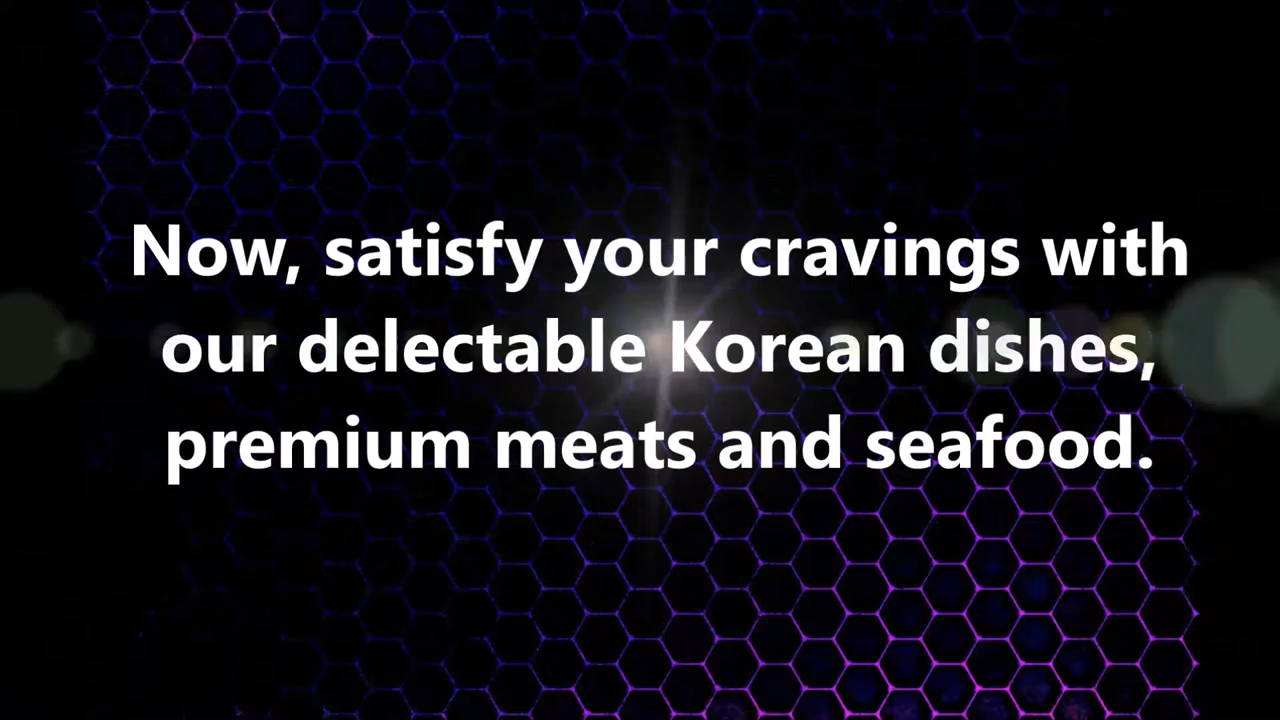 Now, satisfy your cravings with
our delectable Korean dishes,
premium meats and seafood.